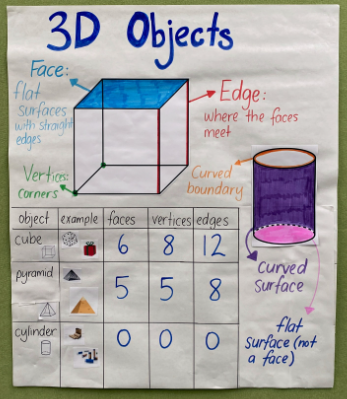 3D Objects
Face:
flat
surfaces
with straight
edges
Edge:
where the faces
meet
Vertices:
corners
Curved
boundary
object example faces vertices edges
cube 6 8 12
pyramid 5 5 8
cylinder 0 0 0
Curved
Surface
flat
Surface (not
a face)